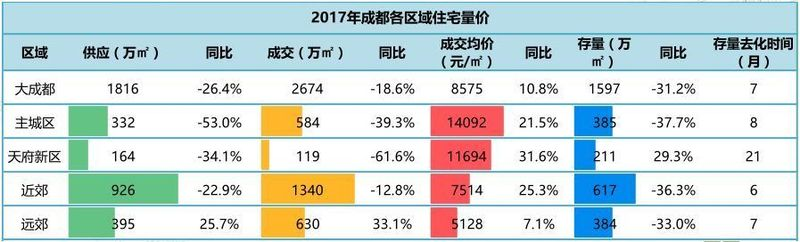 2017年成都各区域住宅量价
区域 供应（万㎡） 同比 成交（万㎡） 同比 成交均价（元/㎡） 同比 存量（万㎡） 同比 存量去化时间（月）
大成都 1816 -26.4% 2674 -18.6% 8575 10.8% 1597 -31.2% 7
主城区 332 -53.0% 584 -39.3% 14092 21.5% 385 -37.7% 8
天府新区 164 -34.1% 119 -61.6% 11694 31.6% 211 29.3% 21
近郊 926 -22.9% 1340 -12.8% 7514 25.3% 617 -36.3% 6
远郊 395 25.7% 630 33.1% 5128 7.1% 384 -33.0% 7